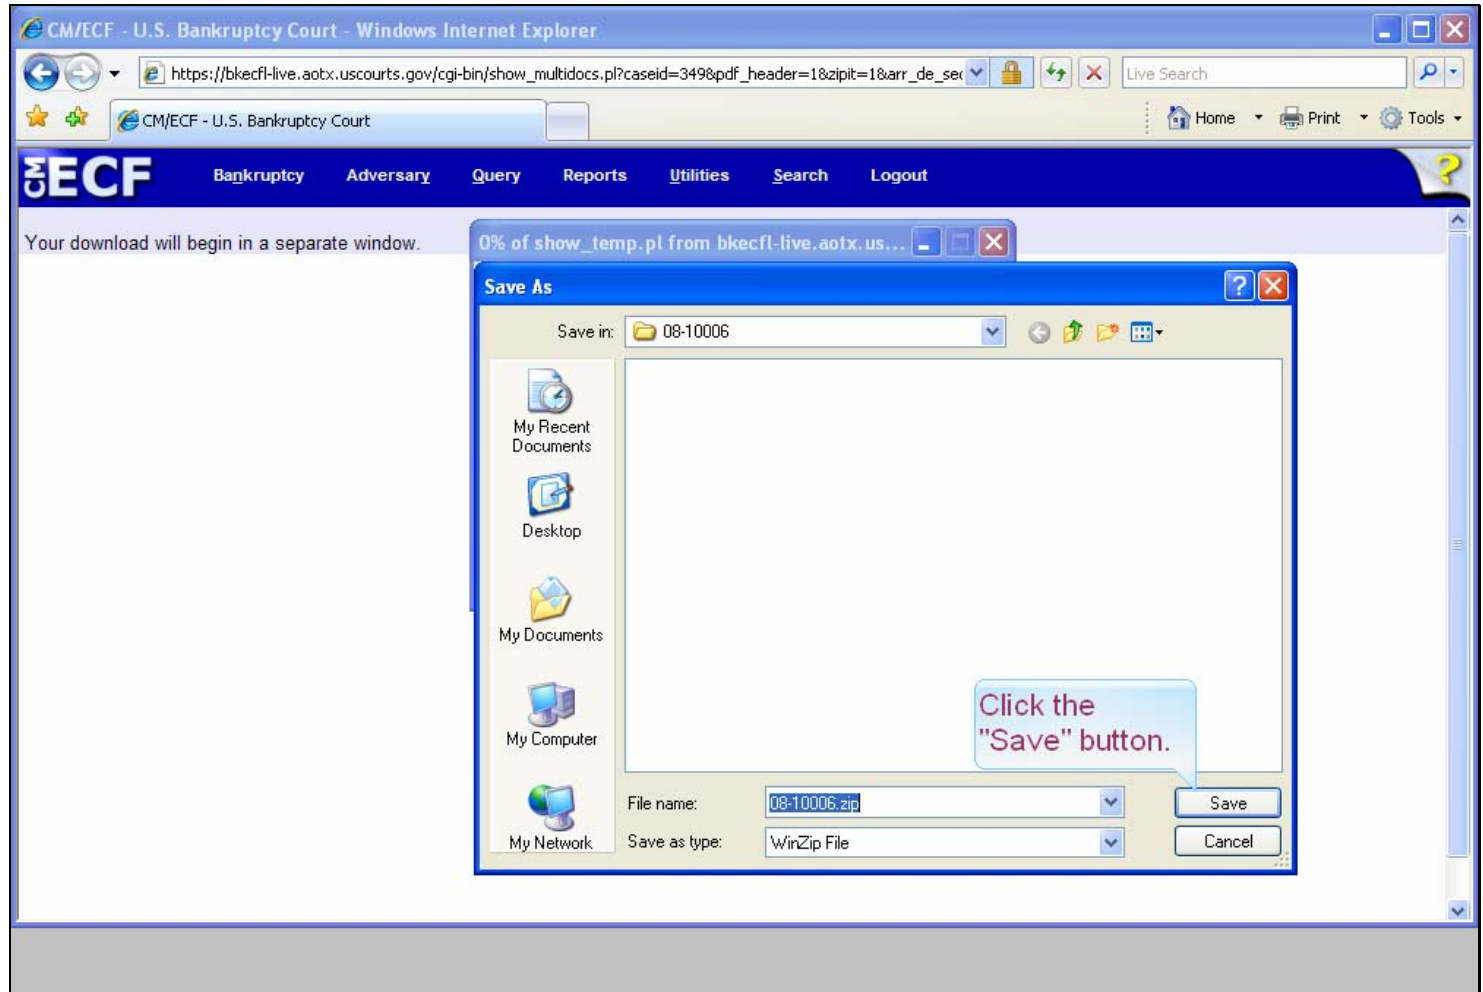 CM/ECF - U.S. Bankruptcy Court - Windows Internet Explorer
https://bkecfl-live.aotx.uscourts.gov/cgi-bin/show_multidocs.pl?caseid=349&pdf_header=1&zipit=1&arr_de_sec
Live Search
CM/ECF - U.S. Bankruptcy Court
Home
Print
Tools
CM
ECF
Bankruptcy
Adversary
Query
Reports
Utilities
Search
Logout
?
Your download will begin in a separate window.
0% of show_temp.pl from bkecfl-live.aotx.us...
Save As
Save in:
08-10006
My Recent
Documents
Desktop
My Documents
My Computer
My Network
Click the
"Save" button.
File name:
08-10006.zip
Save
Save as type:
WinZip File
Cancel